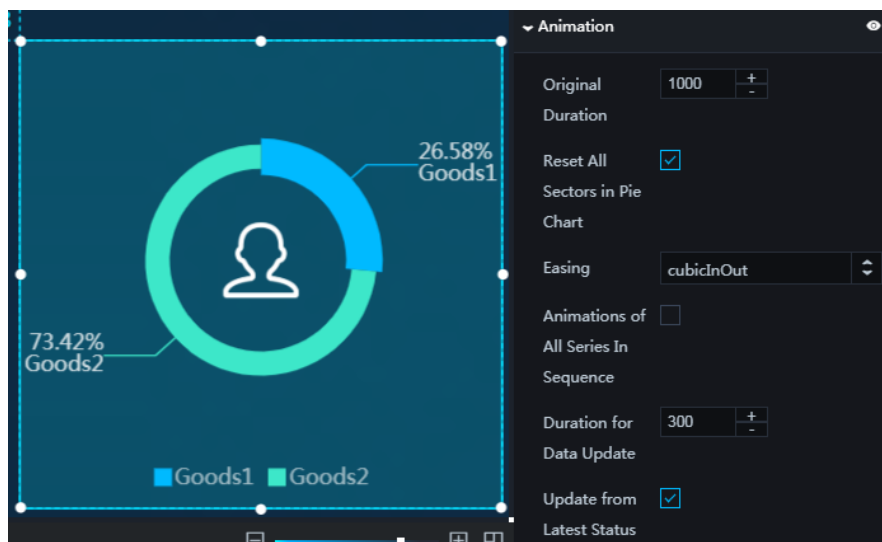 26.58%
Goods1
73.42%
Goods2
Goods1 Goods2
Animation
Original
Duration
1000
+
-
Reset All
Sectors in Pie
Chart
Easing
cubicInOut
Animations of
All Series In
Sequence
Duration for
Data Update
300
+
-
Update from
Latest Status